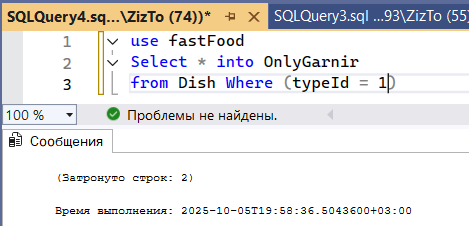 SQLQuery4.sq...\ZizTo (74))*
SQLQuery3.sql ...93\ZizTo (55)
1 use fastFood
2 Select * into OnlyGarnir
3 from Dish Where (typeId = 1)
100 %
Проблемы не найдены.
Сообщения
(Затронуто строк: 2)
Время выполнения: 2025-10-05T19:58:36.5043600+03:00